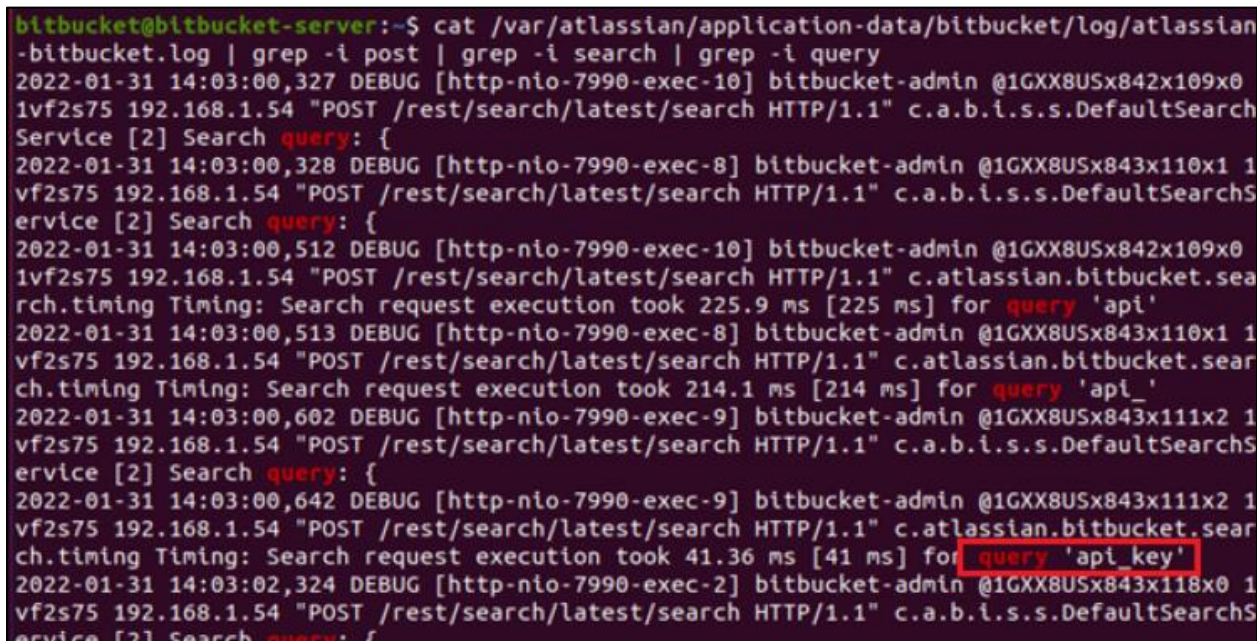 bitbucket@bitbucket-server:~$ cat /var/atlassian/application-data/bitbucket/log/atlassian
-bitbucket.log | grep -i post | grep -i search | grep -i query
2022-01-31 14:03:00,327 DEBUG [http-nio-7990-exec-10] bitbucket-admin @1GXX8USx842x109x0
1vf2s75 192.168.1.54 "POST /rest/search/latest/search HTTP/1.1" c.a.b.i.s.s.DefaultSearch
Service [2] Search query: {
2022-01-31 14:03:00,328 DEBUG [http-nio-7990-exec-8] bitbucket-admin @1GXX8USx843x110x1 1
vf2s75 192.168.1.54 "POST /rest/search/latest/search HTTP/1.1" c.a.b.i.s.s.DefaultSearchS
ervice [2] Search query: {
2022-01-31 14:03:00,512 DEBUG [http-nio-7990-exec-10] bitbucket-admin @1GXX8USx842x109x0
1vf2s75 192.168.1.54 "POST /rest/search/latest/search HTTP/1.1" c.atlassian.bitbucket.sea
rch.timing Timing: Search request execution took 225.9 ms [225 ms] for query 'api'
2022-01-31 14:03:00,513 DEBUG [http-nio-7990-exec-8] bitbucket-admin @1GXX8USx843x110x1 1
vf2s75 192.168.1.54 "POST /rest/search/latest/search HTTP/1.1" c.atlassian.bitbucket.sear
ch.timing Timing: Search request execution took 214.1 ms [214 ms] for query 'api_'
2022-01-31 14:03:00,602 DEBUG [http-nio-7990-exec-9] bitbucket-admin @1GXX8USx843x111x2 1
vf2s75 192.168.1.54 "POST /rest/search/latest/search HTTP/1.1" c.a.b.i.s.s.DefaultSearchS
ervice [2] Search query: {
2022-01-31 14:03:00,642 DEBUG [http-nio-7990-exec-9] bitbucket-admin @1GXX8USx843x111x2 1
vf2s75 192.168.1.54 "POST /rest/search/latest/search HTTP/1.1" c.atlassian.bitbucket.sear
ch.timing Timing: Search request execution took 41.36 ms [41 ms] for query 'api_key'
2022-01-31 14:03:02,324 DEBUG [http-nio-7990-exec-2] bitbucket-admin @1GXX8USx843x118x0 1
vf2s75 192.168.1.54 "POST /rest/search/latest/search HTTP/1.1" c.a.b.i.s.s.DefaultSearchS
ervice [2] Search query: {